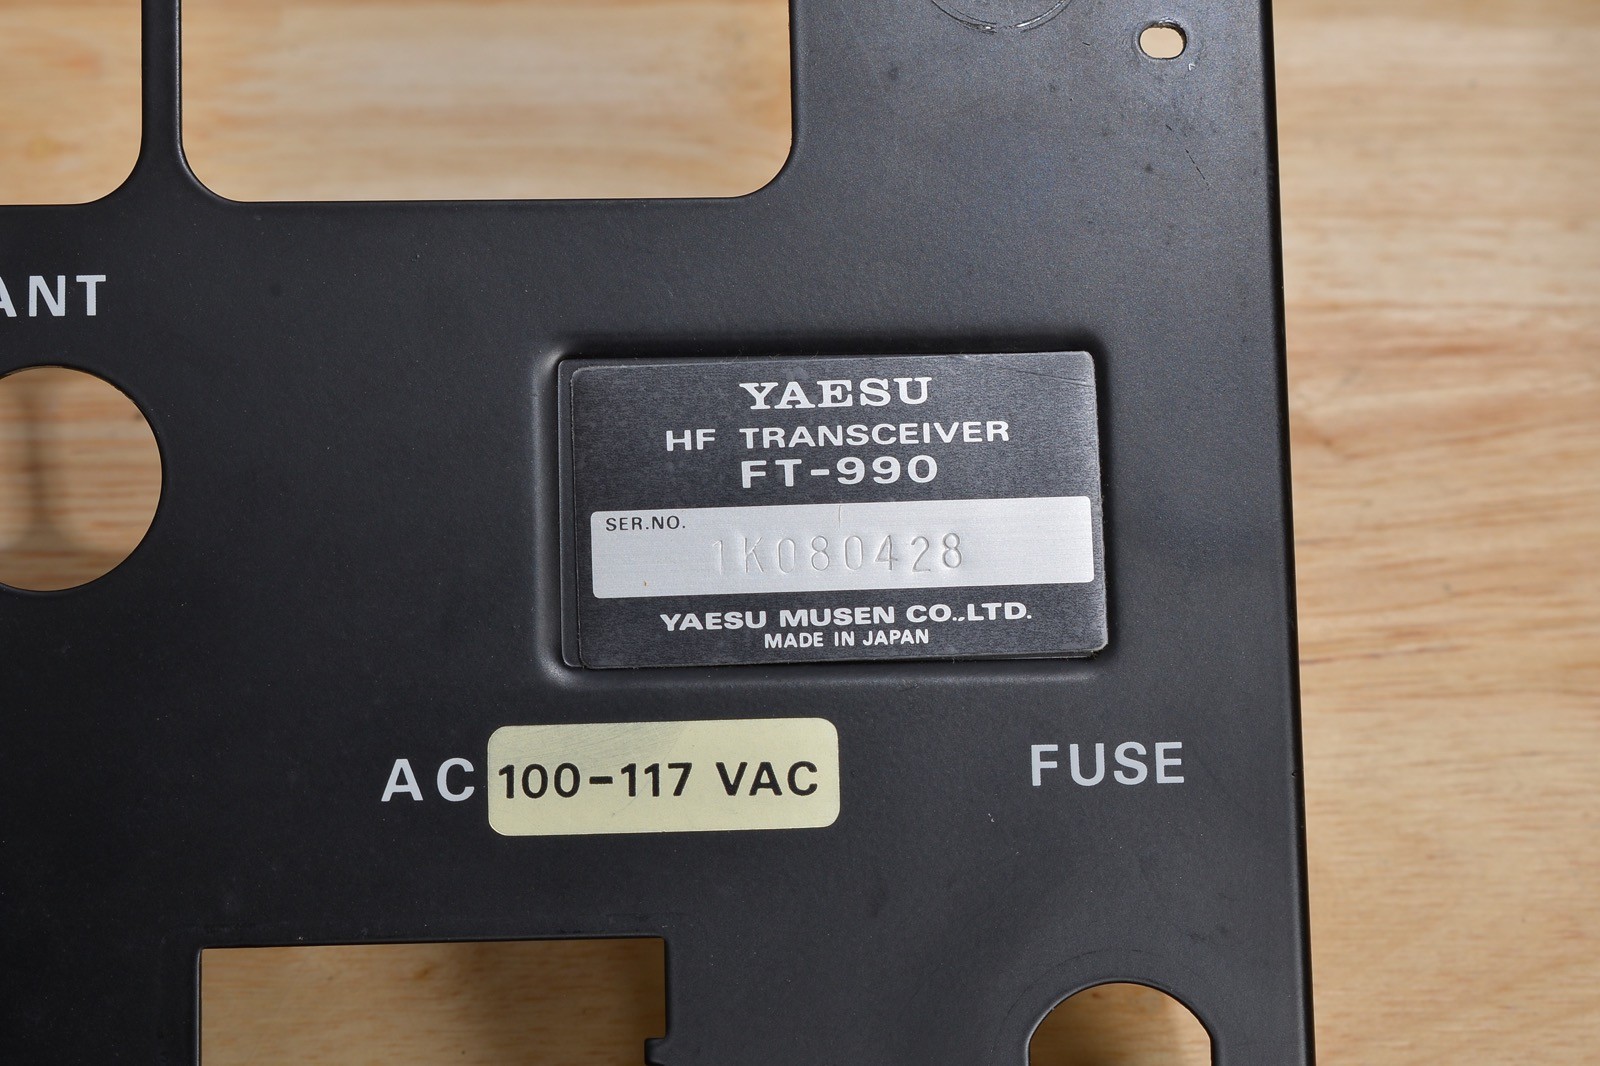 ANT
YAESU
HF TRANSCEIVER
FT-990
SER.NO.
1K080428
YAESU MUSEN CO.,LTD.
MADE IN JAPAN
AC 100-117 VAC
FUSE